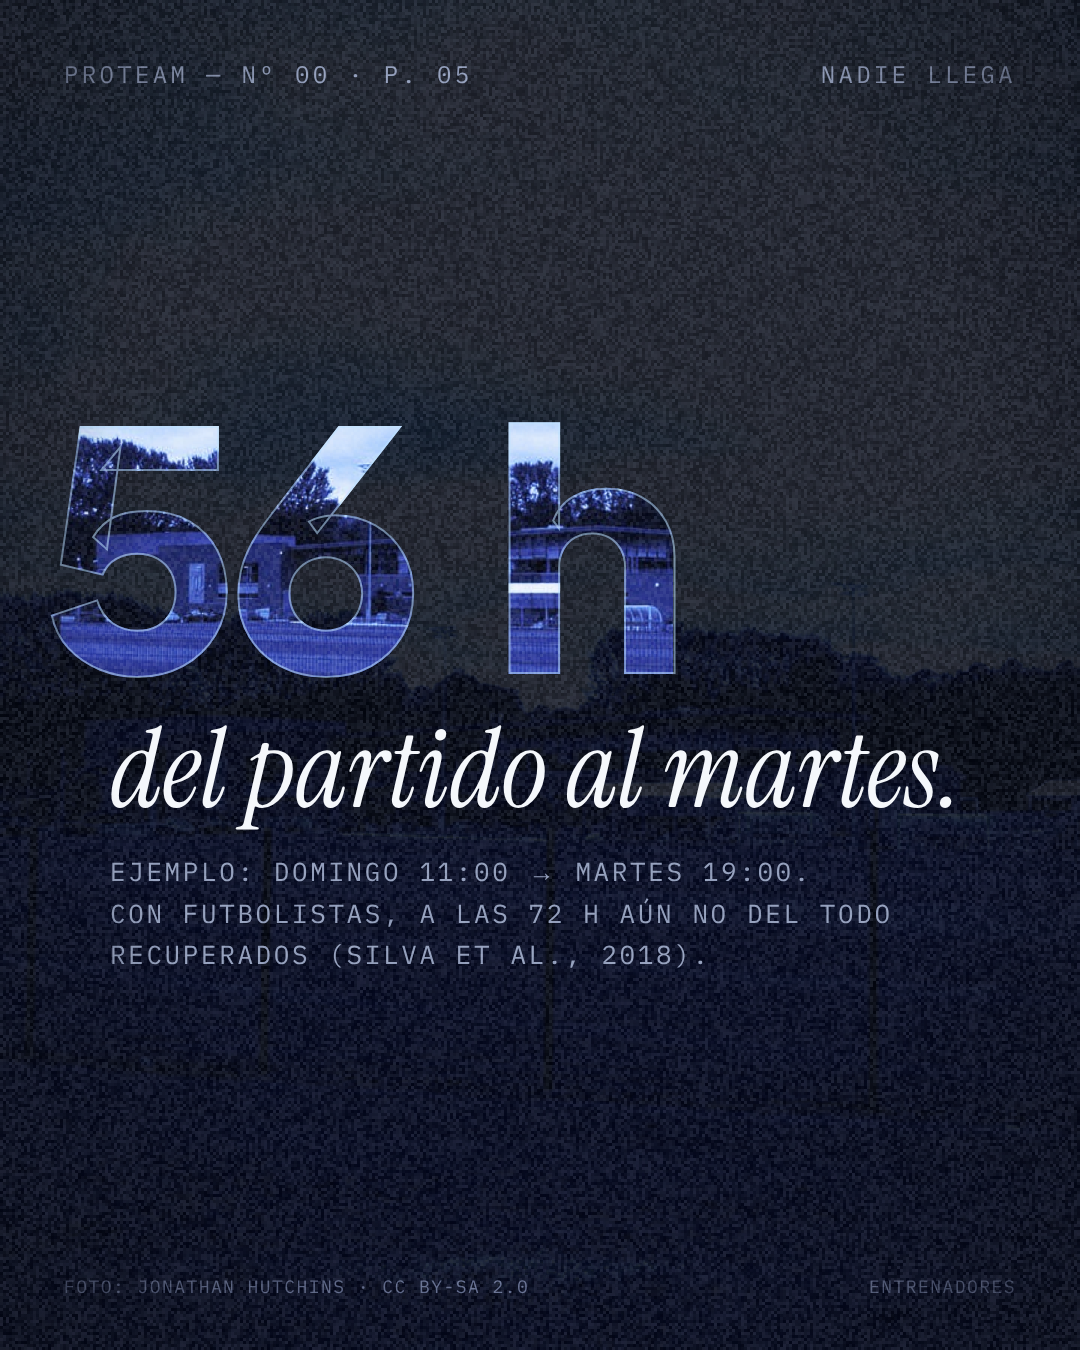 PROTEAM — Nº 00 · P. 05
NADIE LLEGA
56 h
del partido al martes.
EJEMPLO: DOMINGO 11:00 → MARTES 19:00.
CON FUTBOLISTAS, A LAS 72 H AÚN NO DEL TODO
RECUPERADOS (SILVA ET AL., 2018).
FOTO: JONATHAN HUTCHINS · CC BY-SA 2.0
ENTRENADORES